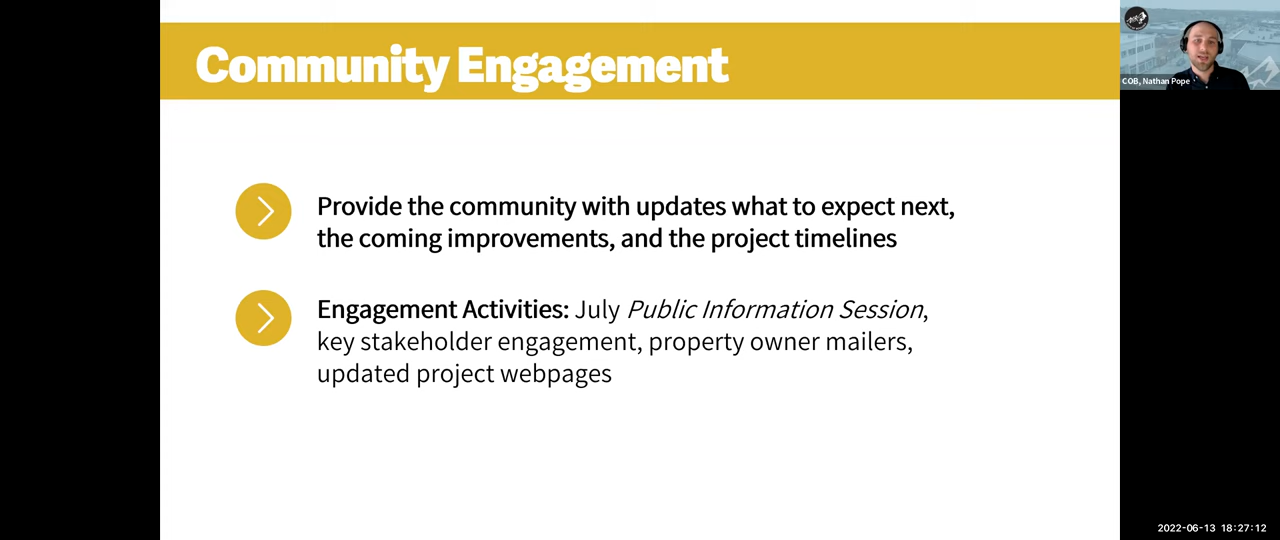 Community Engagement
COB, Nathan Pope
Provide the community with updates what to expect next,
the coming improvements, and the project timelines
Engagement Activities: July Public Information Session,
key stakeholder engagement, property owner mailers,
updated project webpages
2022-06-13 18:27:12